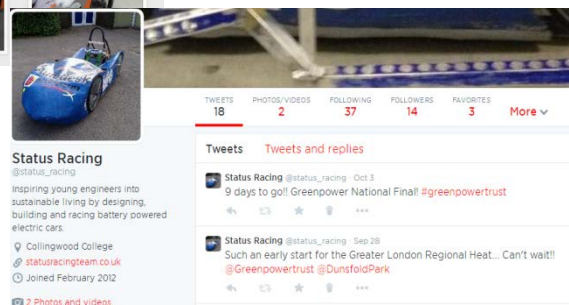 TWEETS PHOTOS/VIDEOS FOLLOWING FOLLOWERS FAVORITES
18 2 37 14 3 More
Status Racing
@status_racing
Inspiring young engineers into
sustainable living by designing,
building and racing battery powered
electric cars.
Collingwood College
statusracingteam.co.uk
Joined February 2012
2 Photos and videos
Tweets Tweets and replies
Status Racing @status_racing · Oct 3
9 days to go!! Greenpower National Final! #greenpowertrust
Status Racing @status_racing · Sep 28
Such an early start for the Greater London Regional Heat... Can't wait!!
@Greenpowertrust @DunsfoldPark